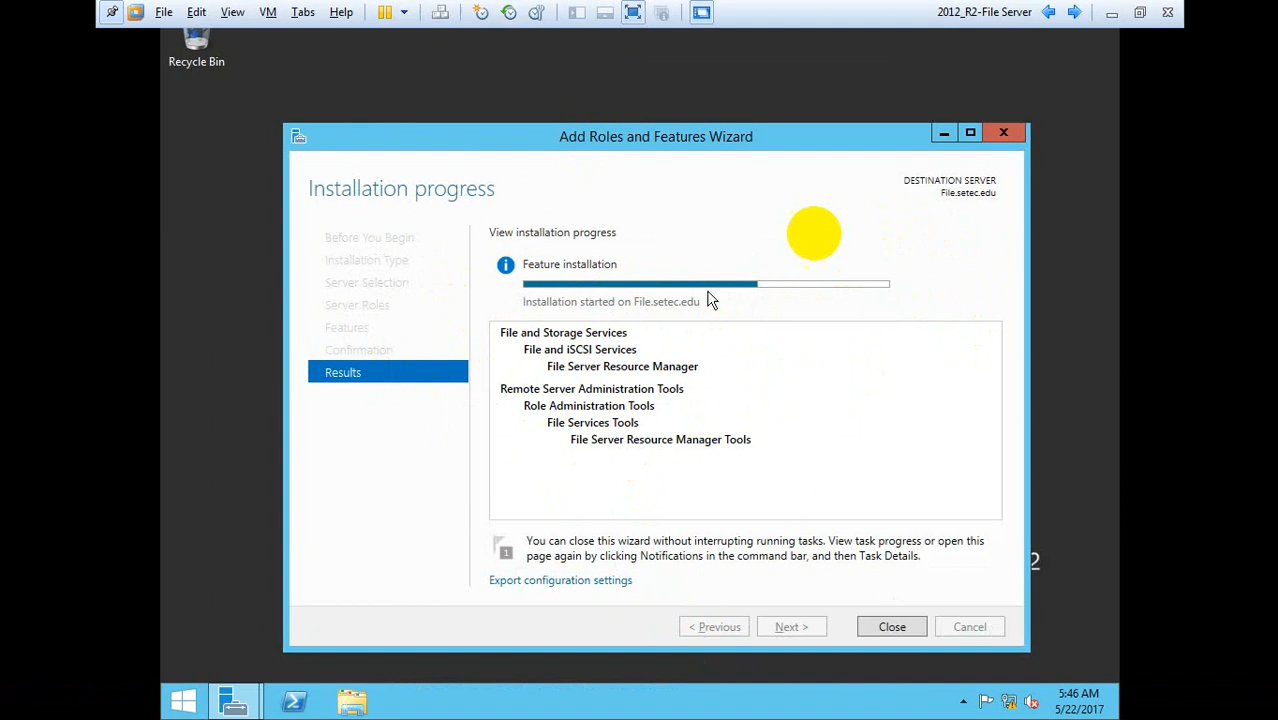 File Edit View VM Tabs Help
2012_R2-File Server
Recycle Bin
Add Roles and Features Wizard
Installation progress
DESTINATION SERVER
File.setec.edu
Before You Begin
Installation Type
Server Selection
Server Roles
Features
Confirmation
Results
View installation progress
Feature installation
Installation started on File.setec.edu
File and Storage Services
File and iSCSI Services
File Server Resource Manager
Remote Server Administration Tools
Role Administration Tools
File Services Tools
File Server Resource Manager Tools
1
You can close this wizard without interrupting running tasks. View task progress or open this
page again by clicking Notifications in the command bar, and then Task Details.
Export configuration settings
2
< Previous
Next >
Close
Cancel
5:46 AM
5/22/2017